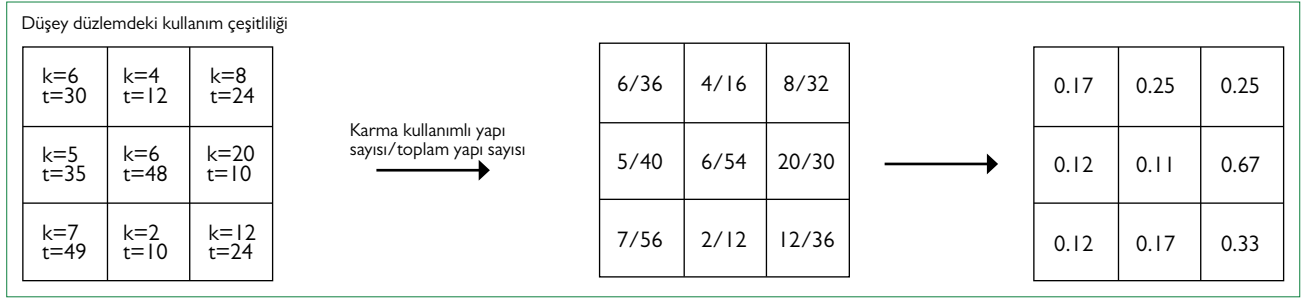 Düşey düzlemdeki kullanım çeşitliliği
k=6 k=4 k=8
t=30 t=12 t=24
k=5 k=6 k=20
t=35 t=48 t=10
k=7 k=2 k=12
t=49 t=10 t=24
Karma kullanımlı yapı
sayısı/toplam yapı sayısı
6/36 4/16 8/32
5/40 6/54 20/30
7/56 2/12 12/36
0.17 0.25 0.25
0.12 0.11 0.67
0.12 0.17 0.33